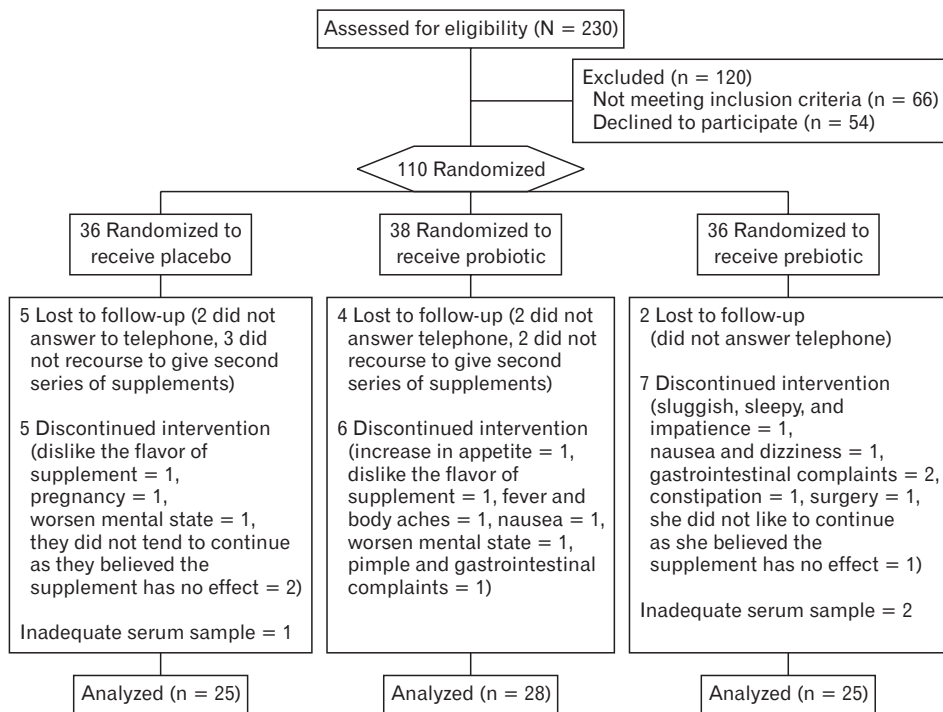 Assessed for eligibility (N = 230)
Excluded (n = 120)
Not meeting inclusion criteria (n = 66)
Declined to participate (n = 54)
110 Randomized
36 Randomized to
receive placebo
38 Randomized to
receive probiotic
36 Randomized to
receive prebiotic
5 Lost to follow-up (2 did not
answer to telephone, 3 did
not recourse to give second
series of supplements)
5 Discontinued intervention
(dislike the flavor of
supplement = 1,
pregnancy = 1,
worsen mental state = 1,
they did not tend to continue
as they believed the
supplement has no effect = 2)
Inadequate serum sample = 1
4 Lost to follow-up (2 did not
answer telephone, 2 did not
recourse to give second
series of supplements)
6 Discontinued intervention
(increase in appetite = 1,
dislike the flavor of
supplement = 1, fever and
body aches = 1, nausea = 1,
worsen mental state = 1,
pimple and gastrointestinal
complaints = 1)
2 Lost to follow-up
(did not answer telephone)
7 Discontinued intervention
(sluggish, sleepy, and
impatience = 1,
nausea and dizziness = 1,
gastrointestinal complaints = 2,
constipation = 1, surgery = 1,
she did not like to continue
as she believed the
supplement has no effect = 1)
Inadequate serum sample = 2
Analyzed (n = 25)
Analyzed (n = 28)
Analyzed (n = 25)